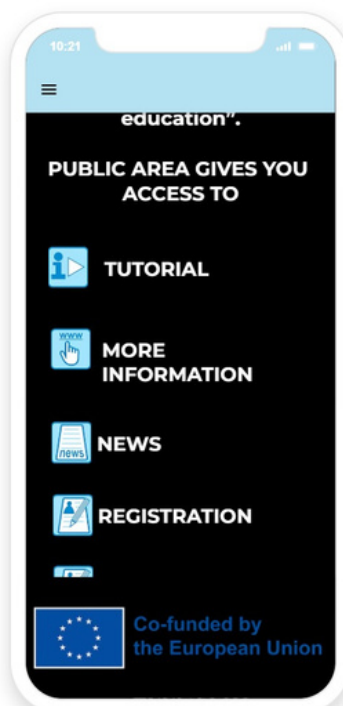 10:21
education”.
PUBLIC AREA GIVES YOU
ACCESS TO
TUTORIAL
www
MORE
INFORMATION
news
NEWS
REGISTRATION
Co-funded by
the European Union